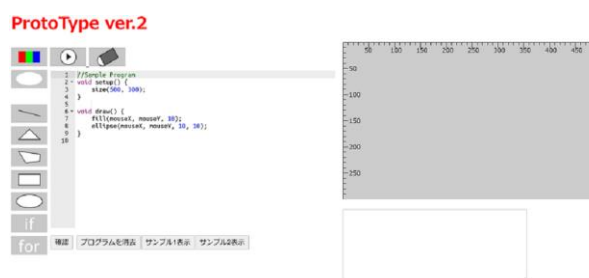 ProtoType ver.2
1 //Sample Program
2 void setup() {
3 size(500, 300);
4 }
5
6 void draw() {
7 fill(mouseX, mouseY, 10);
8 ellipse(mouseX, mouseY, 10, 10);
9 }
10
if
for
確認 プログラムを消去 サンプル1表示 サンプル2表示
50 100 150 200 250 300 350 400 450
50
100
150
200
250